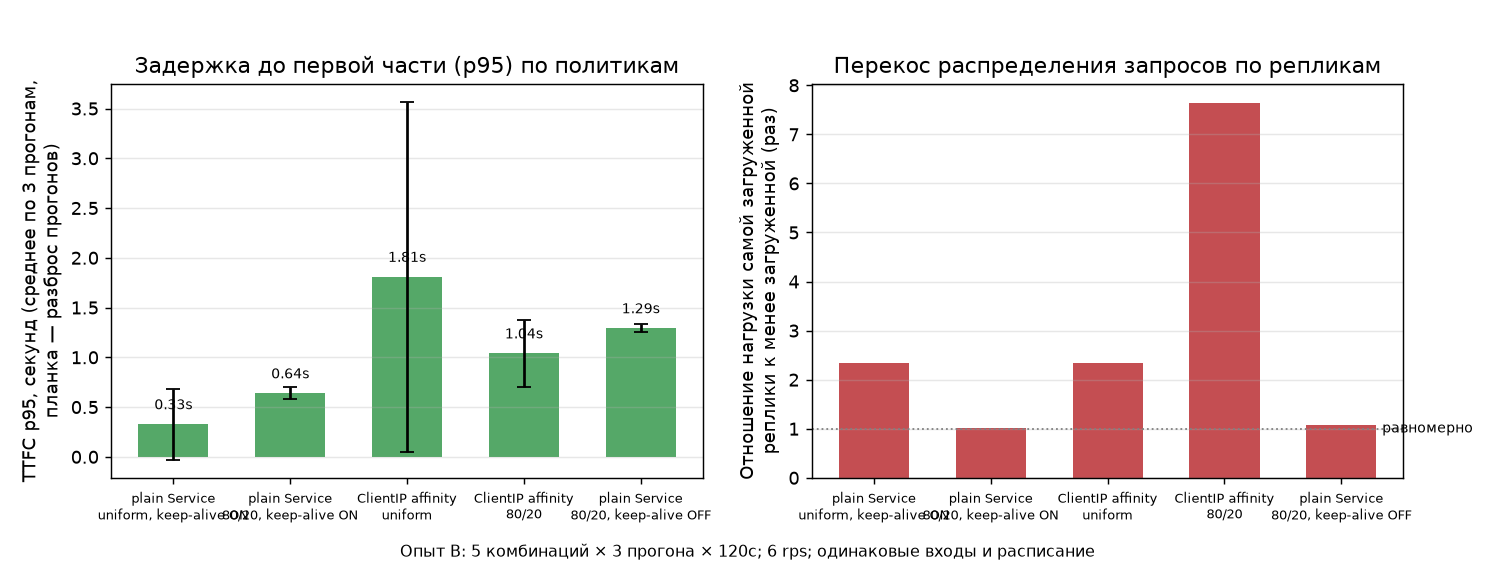 Задержка до первой части (p95) по политикам
TTFC p95, секунд (среднее по 3 прогонам,
планка — разброс прогонов)
3.5
3.0
2.5
2.0
1.5
1.0
0.5
0.0
0.33s
0.64s
1.81s
1.04s
1.29s
plain Service
uniform, keep-alive ON
plain Service
80/20, keep-alive ON
ClientIP affinity
uniform
ClientIP affinity
80/20
plain Service
80/20, keep-alive OFF
Перекос распределения запросов по репликам
Отношение нагрузки самой загруженной
реплики к менее загруженной (раз)
8
7
6
5
4
3
2
1
0
равномерно
plain Service
uniform, keep-alive ON
plain Service
80/20, keep-alive ON
ClientIP affinity
uniform
ClientIP affinity
80/20
plain Service
80/20, keep-alive OFF
Опыт B: 5 комбинаций × 3 прогона × 120с; 6 rps; одинаковые входы и расписание